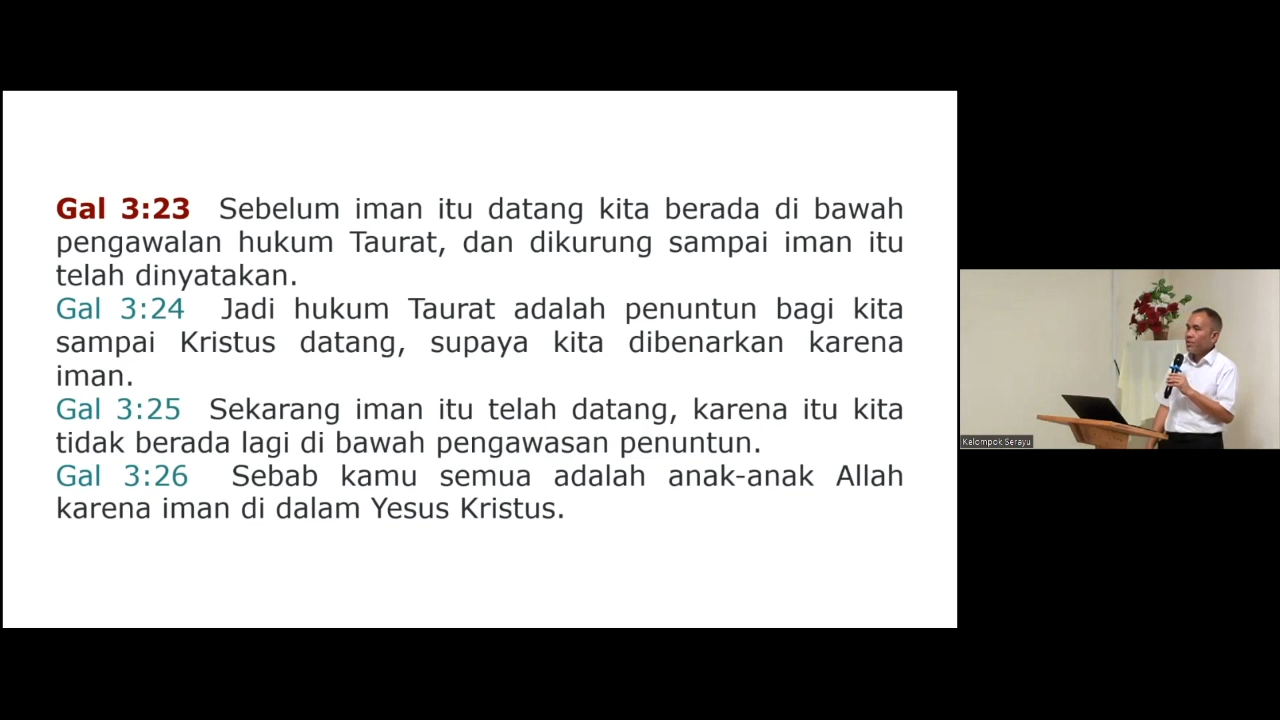 Gal 3:23 Sebelum iman itu datang kita berada di bawah
pengawalan hukum Taurat, dan dikurung sampai iman itu
telah dinyatakan.
Gal 3:24 Jadi hukum Taurat adalah penuntun bagi kita
sampai Kristus datang, supaya kita dibenarkan karena
iman.
Gal 3:25 Sekarang iman itu telah datang, karena itu kita
tidak berada lagi di bawah pengawasan penuntun.
Gal 3:26 Sebab kamu semua adalah anak-anak Allah
karena iman di dalam Yesus Kristus.
Kelompok Serayu